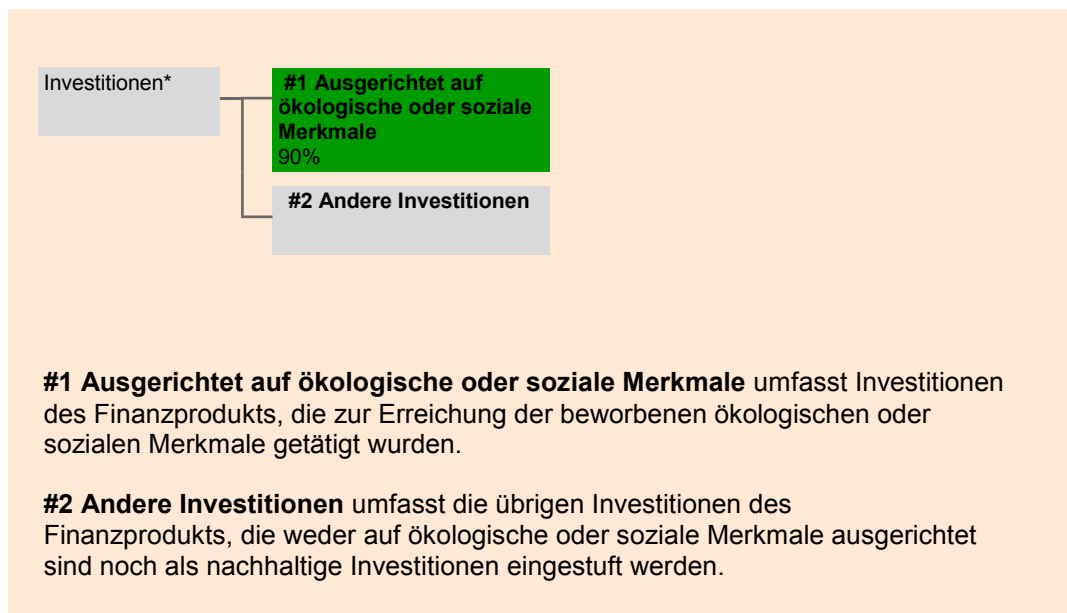 Investitionen*
#1 Ausgerichtet auf
ökologische oder soziale
Merkmale
90%
#2 Andere Investitionen
#1 Ausgerichtet auf ökologische oder soziale Merkmale umfasst Investitionen
des Finanzprodukts, die zur Erreichung der beworbenen ökologischen oder
sozialen Merkmale getätigt wurden.
#2 Andere Investitionen umfasst die übrigen Investitionen des
Finanzprodukts, die weder auf ökologische oder soziale Merkmale ausgerichtet
sind noch als nachhaltige Investitionen eingestuft werden.